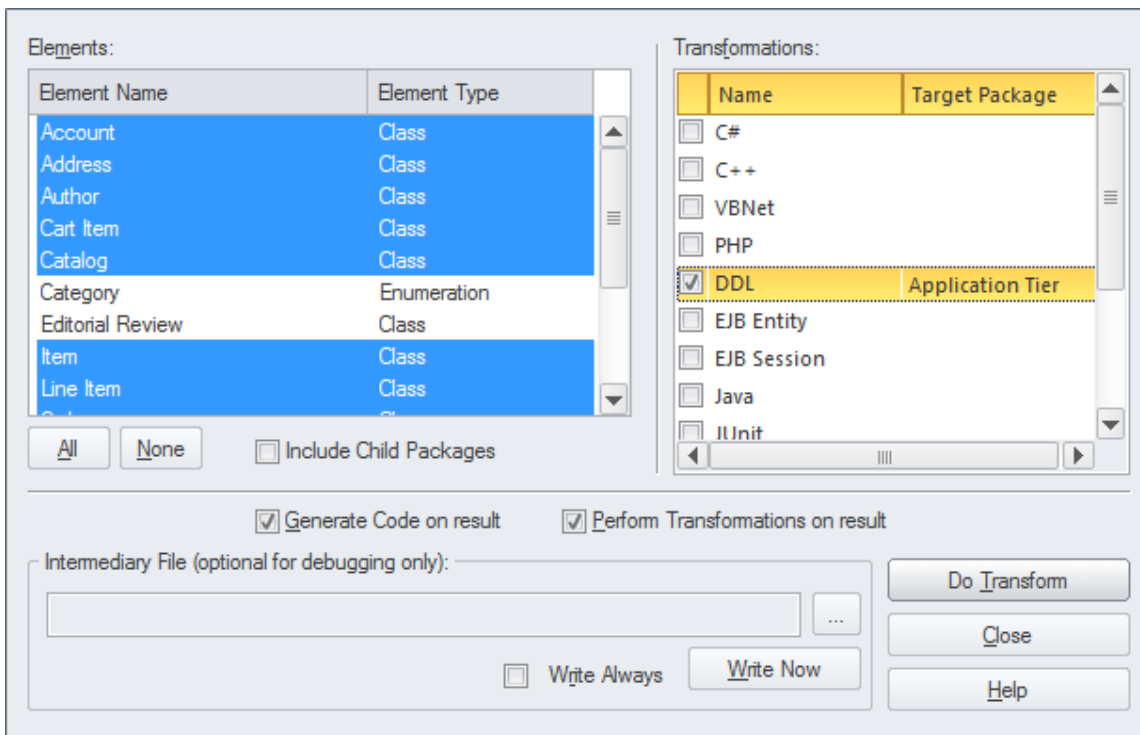 Elements:
Element Name Element Type
Account Class
Address Class
Author Class
Cart Item Class
Catalog Class
Category Enumeration
Editorial Review Class
Item Class
Line Item Class
All None Include Child Packages
Transformations:
Name Target Package
C#
C++
VBNet
PHP
DDL Application Tier
EJB Entity
EJB Session
Java
JUnit
Generate Code on result Perform Transformations on result
Intermediary File (optional for debugging only):
...
Write Always Write Now
Do Transform
Close
Help